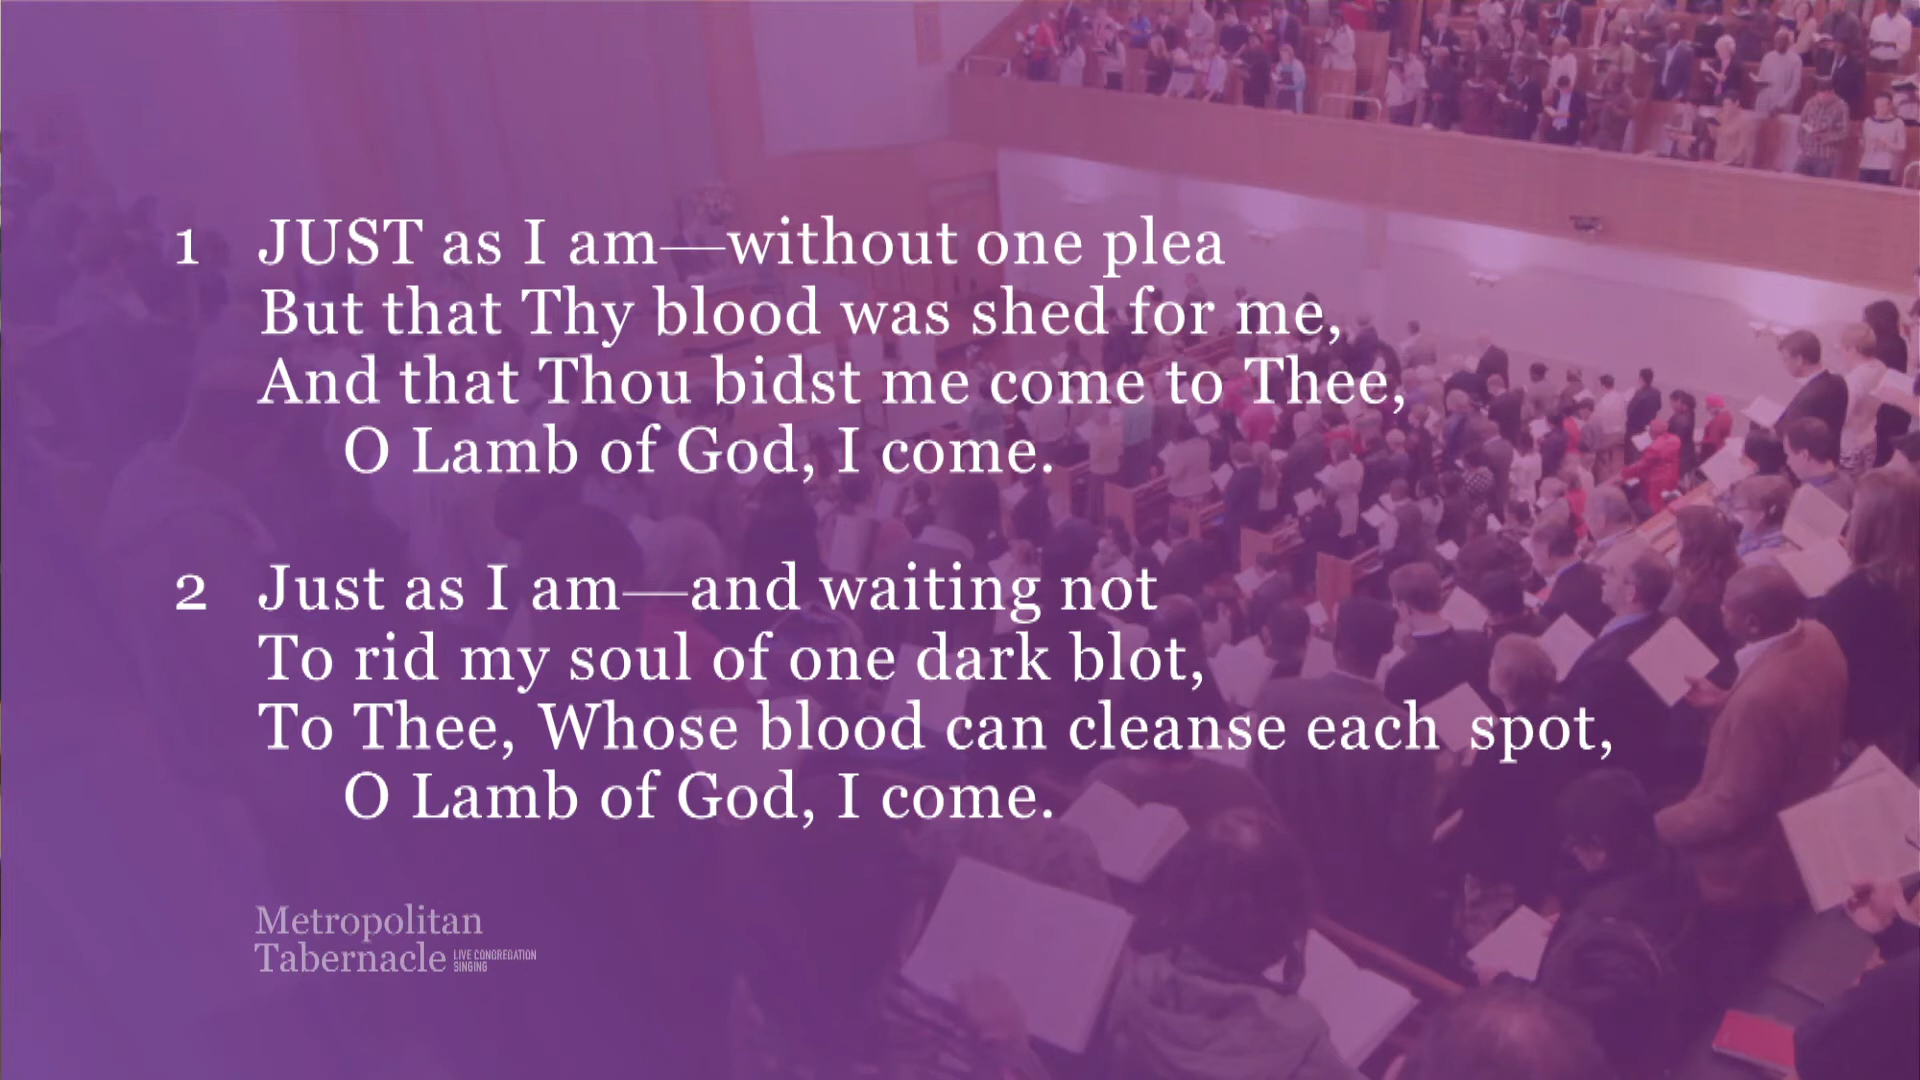 1 JUST as I am—without one plea
But that Thy blood was shed for me,
And that Thou bidst me come to Thee,
O Lamb of God, I come.
2 Just as I am—and waiting not
To rid my soul of one dark blot,
To Thee, Whose blood can cleanse each spot,
O Lamb of God, I come.
Metropolitan
Tabernacle LIVE CONGREGATION
SINGING